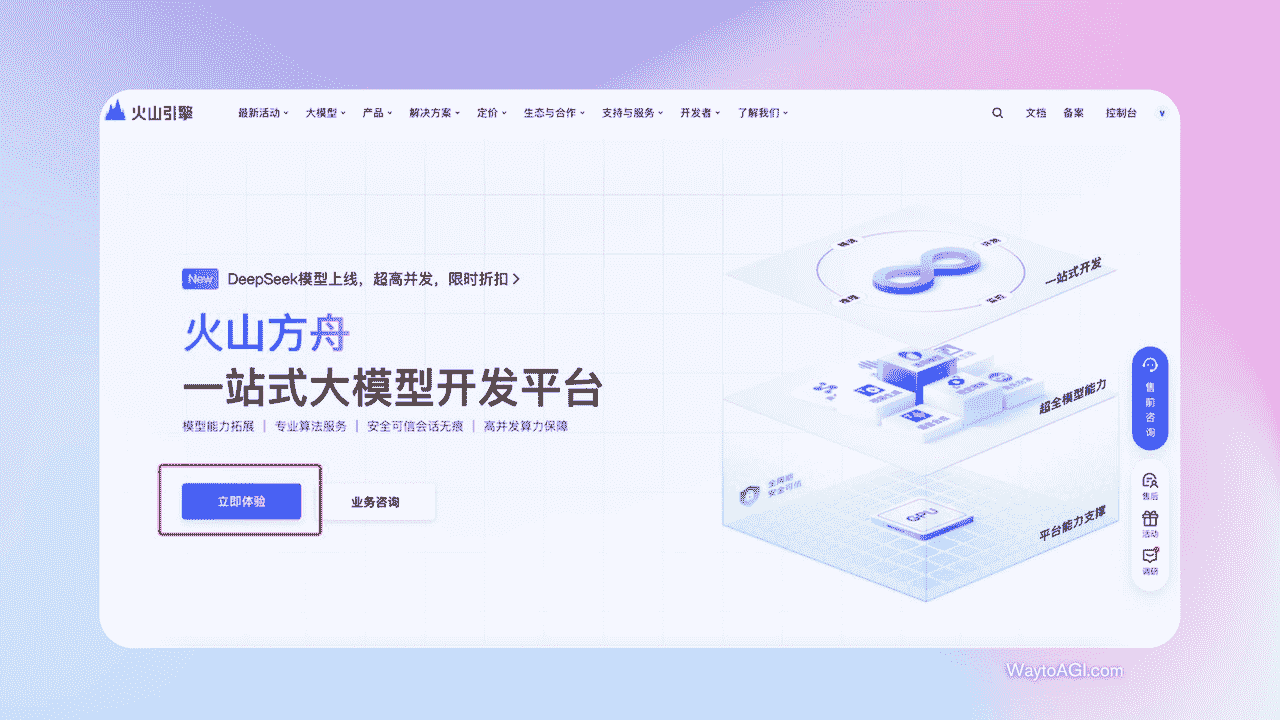 火山引擎
最新活动
大模型
产品
解决方案
定价
生态与合作
支持与服务
开发者
了解我们
文档
备案
控制台
New DeepSeek模型上线，超高并发，限时折扣
火山方舟
一站式大模型开发平台
模型能力拓展 | 专业算法服务 | 安全可信会话无痕 | 高并发算力保障
立即体验
业务咨询
一站式开发
超全模型能力
安全可信
GPU
平台能力支撑
售前咨询
售后
活动
调研
WaytoAGI.com